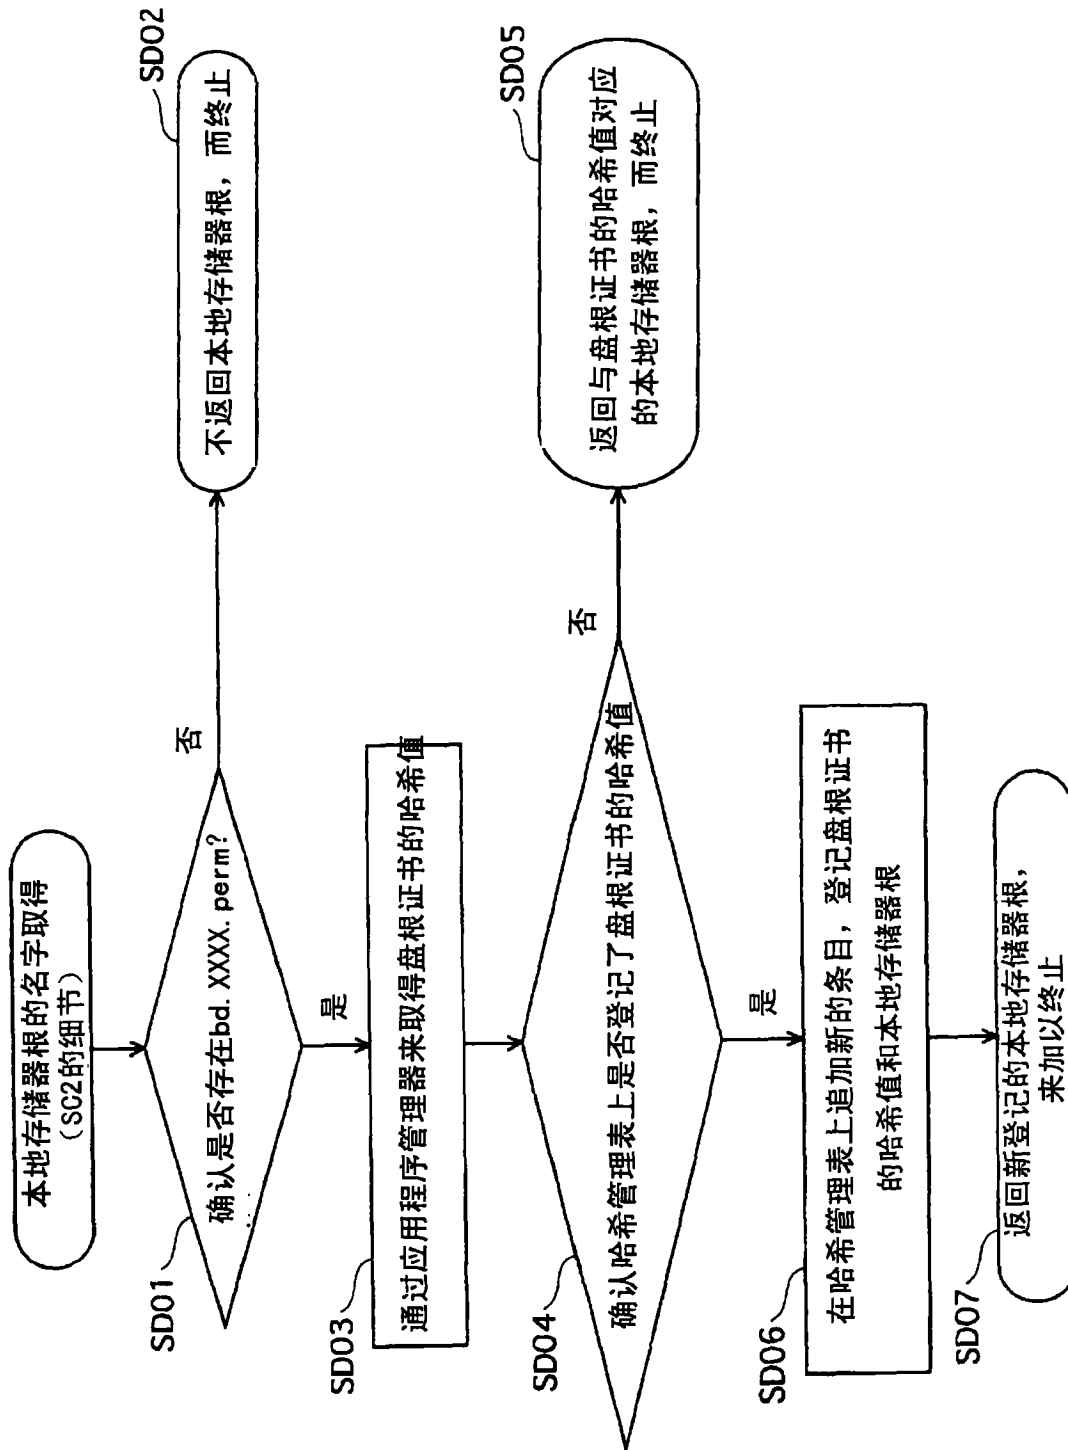 本地存储器根的名字取得
（SC2的细节）
SD01
确认是否存在bd. XXXX. perm?
否
SD02
不返回本地存储器根，而终止
是
SD03
通过应用程序管理器来取得盘根证书的哈希值
SD04
确认哈希管理表上是否登记了盘根证书的哈希值
否
SD05
返回与盘根证书的哈希值对应
的本地存储器根，而终止
是
SD06
在哈希管理表上追加新的条目，登记盘根证书
的哈希值和本地存储器根
SD07
返回新登记的本地存储器根，
来加以终止